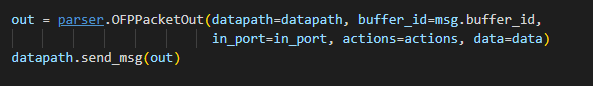 out = parser.OFPPacketOut(datapath=datapath, buffer_id=msg.buffer_id,
in_port=in_port, actions=actions, data=data)
datapath.send_msg(out)